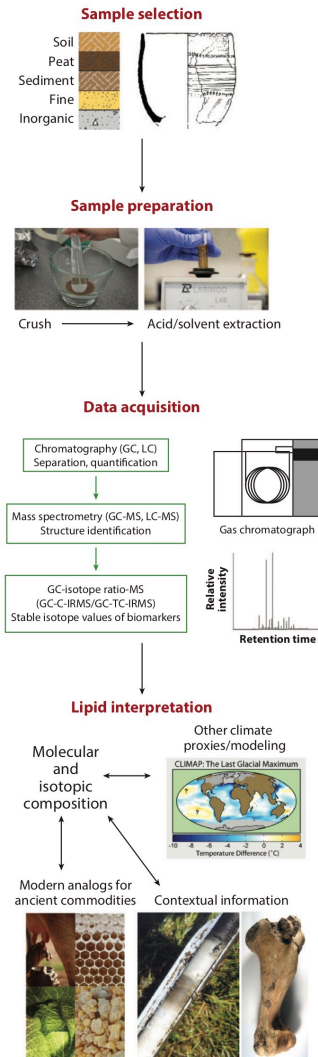 Sample selection
Soil
Peat
Sediment
Fine
Inorganic
Sample preparation
Crush
Acid/solvent extraction
Data acquisition
Chromatography (GC, LC)
Separation, quantification
Mass spectrometry (GC-MS, LC-MS)
Structure identification
GC-isotope ratio-MS
(GC-C-IRMS/GC-TC-IRMS)
Stable isotope values of biomarkers
Gas chromatograph
Relative
intensity
Retention time
Lipid interpretation
Molecular
and
isotopic
composition
Other climate
proxies/modeling
CLIMAP: The Last Glacial Maximum
? ?
-10 -8 -6 -4 -2 0 2 4
Temperature Difference (˚C)
Modern analogs for
ancient commodities
Contextual information